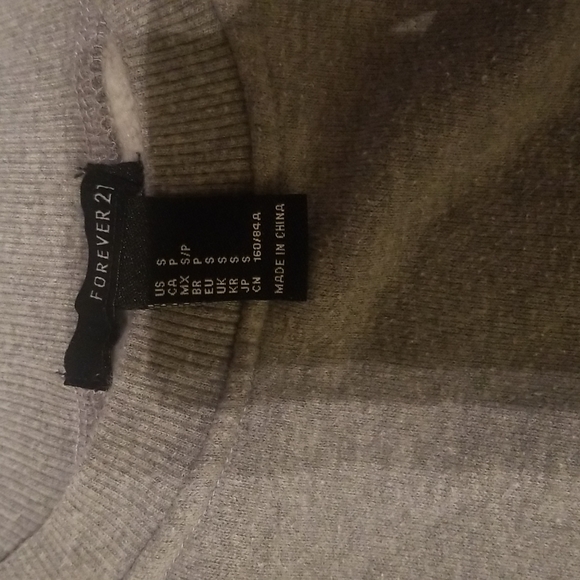 FOREVER 21
US S
CA P
MX S/P
BR P
EU S
UK S
KR S
JP S
CN 160/84A
MADE IN CHINA